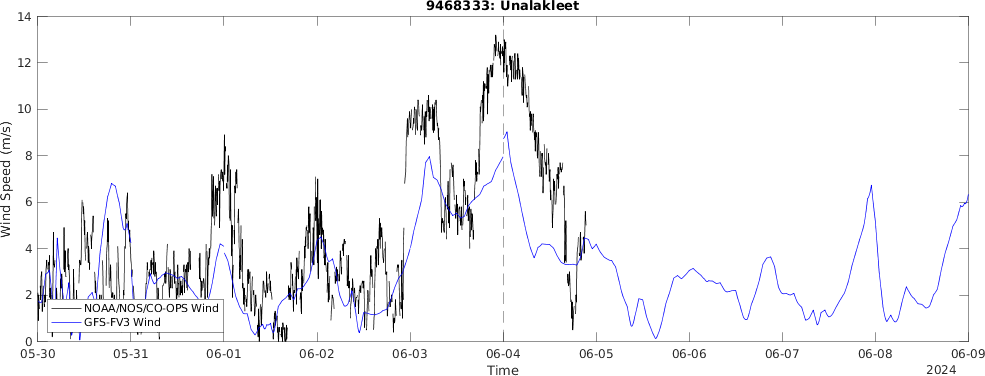 9468333: Unalakleet
14
12
10
8
6
4
2
0
Wind Speed (m/s)
NOAA/NOS/CO-OPS Wind
GFS-FV3 Wind
05-30 05-31 06-01 06-02 06-03 06-04 06-05 06-06 06-07 06-08 06-09
Time
2024